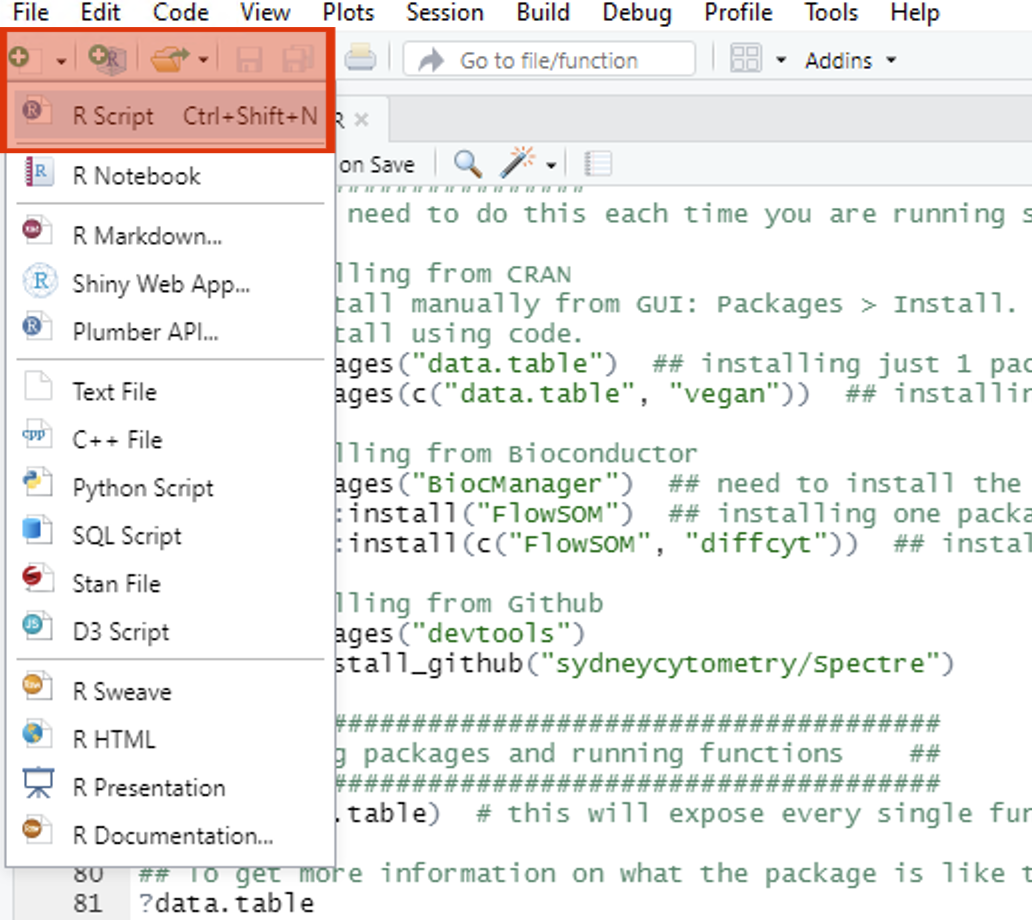 File Edit Code View Plots Session Build Debug Profile Tools Help
Go to file/function Addins
R Script Ctrl+Shift+N
R
on Save
R Notebook
################
need to do this each time you are running
R Markdown...
lling from CRAN
Shiny Web App...
tall manually from GUI: Packages > Install.
Plumber API...
tall using code.
ages("data.table") ## installing just 1
Text File
ages(c("data.table", "vegan")) ##
C++ File
lling from Bioconductor
Python Script
ages("BiocManager") ## need to install the
SQL Script
:install("FlowSOM") ## installing one
:install(c("FlowSOM", "diffcyt")) ##
Stan File
lling from Github
D3 Script
ages("devtools")
stall_github("sydneycytometry/Spectre")
R Sweave
#######################################
R HTML
g packages and running functions ##
#######################################
R Presentation
.table) # this will expose every single
R Documentation...
80 ## To get more information on what the package is like
81 ?data.table